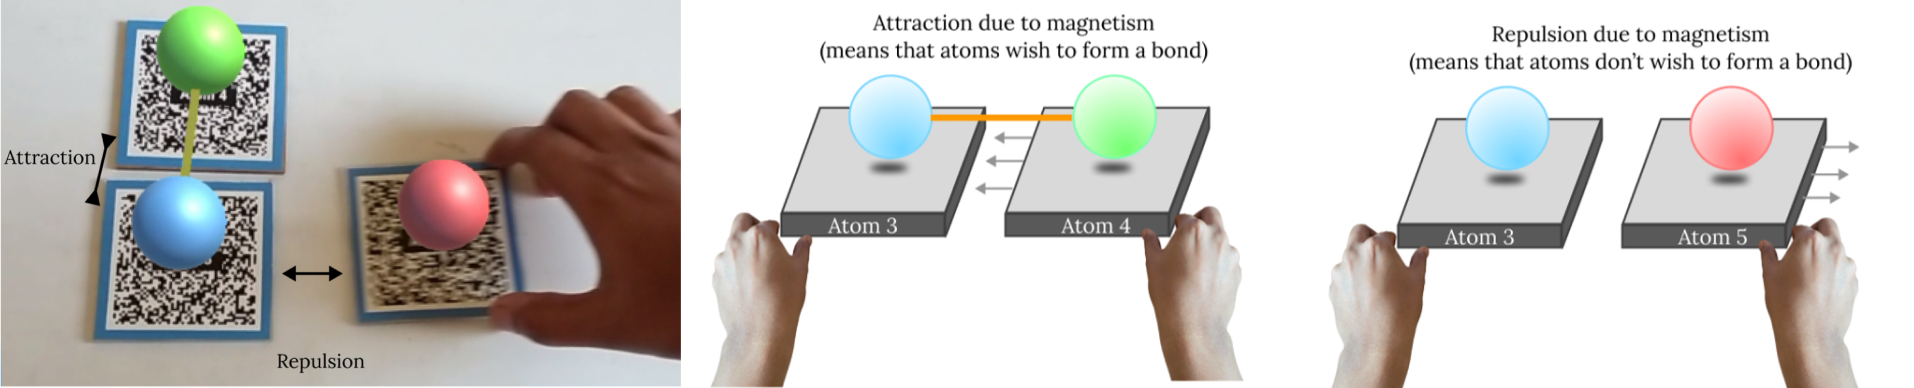 Attraction
Repulsion
Attraction due to magnetism
(means that atoms wish to form a bond)
Atom 3
Atom 4
Repulsion due to magnetism
(means that atoms don't wish to form a bond)
Atom 3
Atom 5